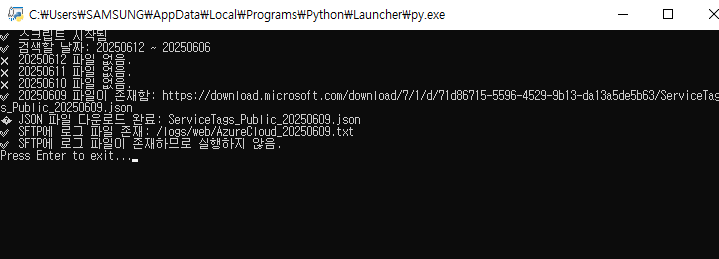 C:₩Users₩SAMSUNG₩AppData₩Local₩Programs₩Python₩Launcher₩py.exe
✔ 스크립트 시작됨
✔ 검색할 날짜: 20250612 ~ 20250606
✖ 20250612 파일 없음.
✖ 20250611 파일 없음.
✖ 20250610 파일 없음.
✔ 20250609 파일이 존재함: https://download.microsoft.com/download/7/1/d/71d86715-5596-4529-9b13-da13a5de5b63/ServiceTag
s_Public_20250609.json
� JSON 파일 다운로드 완료: ServiceTags_Public_20250609.json
✔ SFTP에 로그 파일 존재: /logs/web/AzureCloud_20250609.txt
✔ SFTP에 로그 파일이 존재하므로 실행하지 않음.
Press Enter to exit...